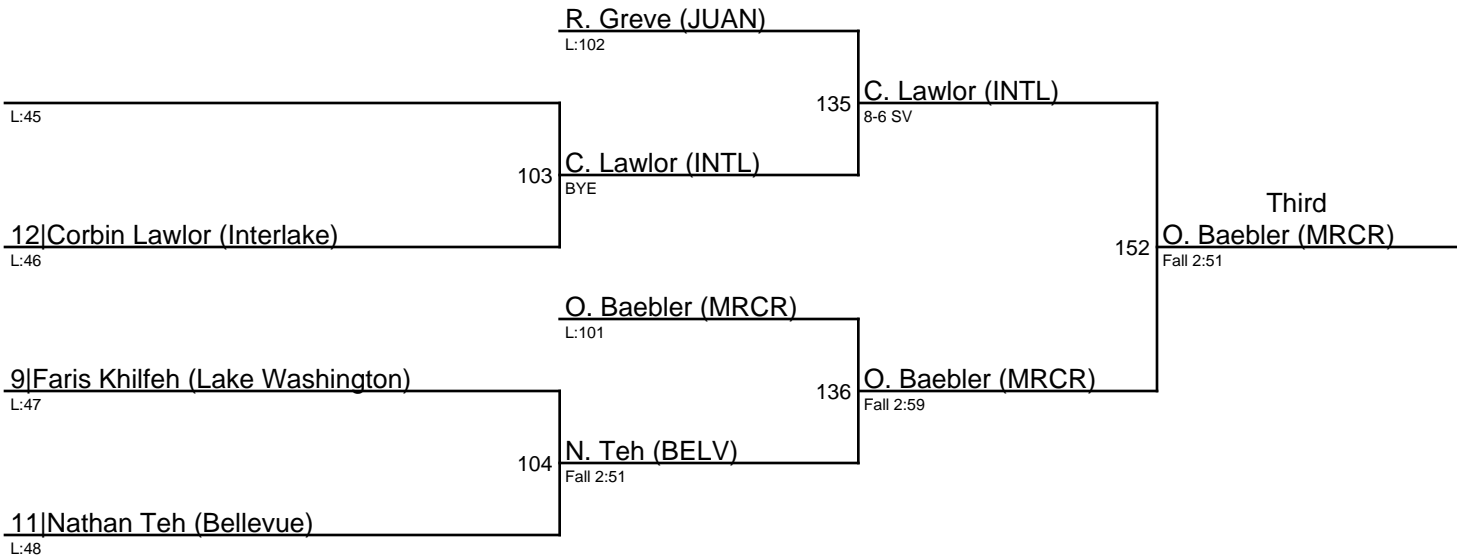 R. Greve (JUAN)
L:102
L:45
135
C. Lawlor (INTL)
8-6 SV
103
C. Lawlor (INTL)
BYE
12|Corbin Lawlor (Interlake)
L:46
Third
152
O. Baebler (MRCR)
Fall 2:51
O. Baebler (MRCR)
L:101
9|Faris Khilfeh (Lake Washington)
L:47
136
O. Baebler (MRCR)
Fall 2:59
104
N. Teh (BELV)
Fall 2:51
11|Nathan Teh (Bellevue)
L:48